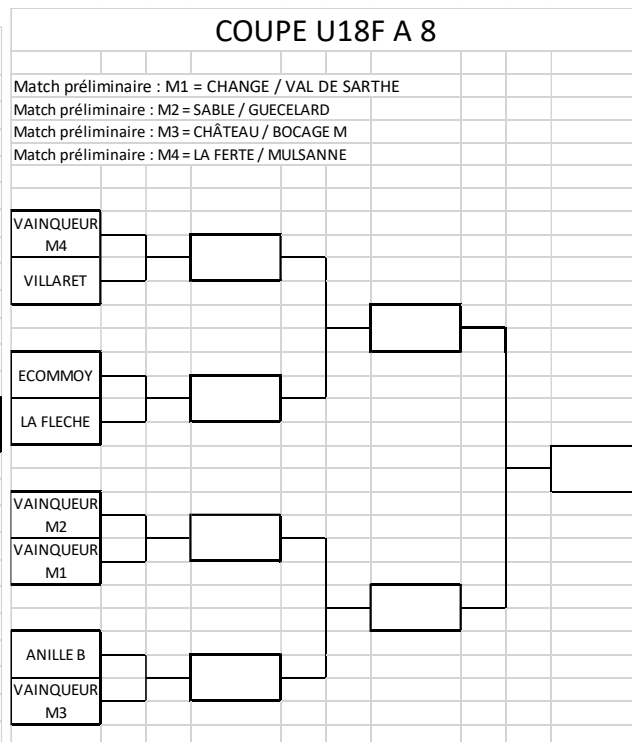 COUPE U18F A 8
Match préliminaire : M1 = CHANGE / VAL DE SARTHE
Match préliminaire : M2 = SABLE / GUECELARD
Match préliminaire : M3 = CHÂTEAU / BOCAGE M
Match préliminaire : M4 = LA FERTE / MULSANNE
VAINQUEUR
M4
VILLARET
ECOMMOY
LA FLECHE
VAINQUEUR
M2
VAINQUEUR
M1
ANILLE B
VAINQUEUR
M3